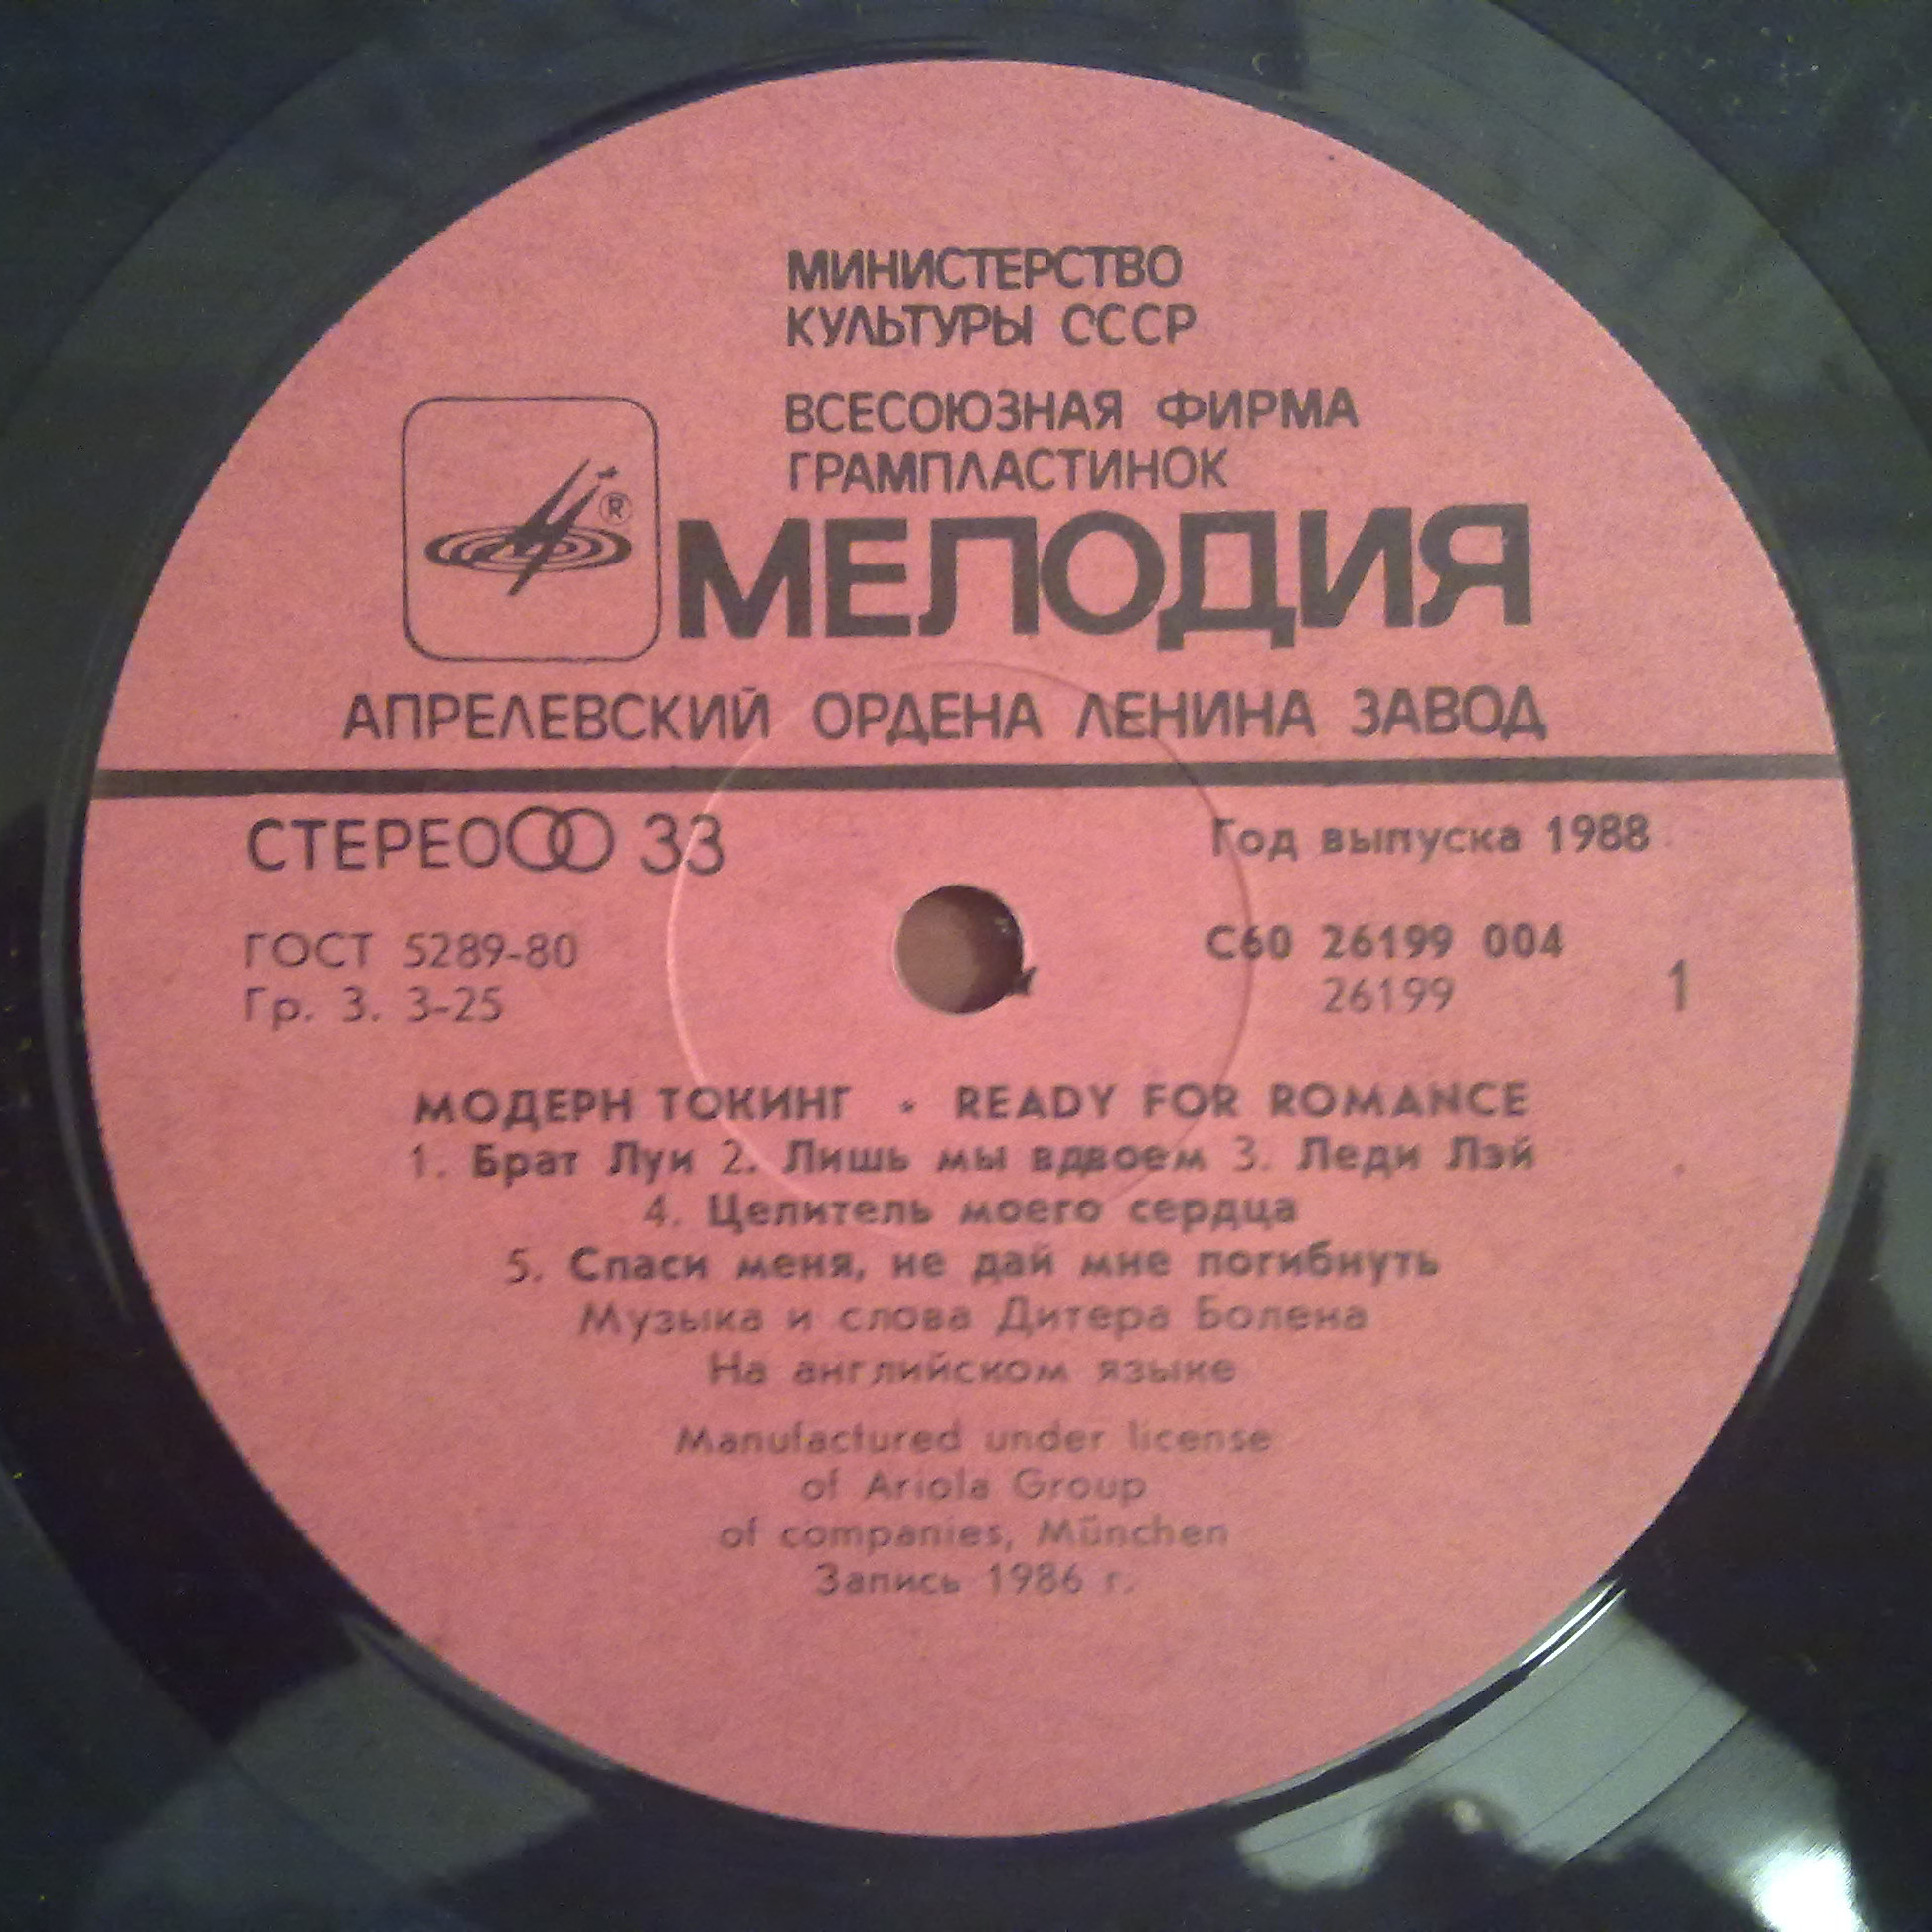 МИНИСТЕРСТВО
КУЛЬТУРЫ СССР
ВСЕСОЮЗНАЯ ФИРМА
ГРАМПЛАСТИНОК
®
МЕЛОДИЯ
АПРЕЛЕВСКИЙ ОРДЕНА ЛЕНИНА ЗАВОД
СТЕРЕО 33
Год выпуска 1988
ГОСТ 5289-80
Гр. 3. 3-25
С60 26199 004
26199
1
МОДЕРН ТОКИНГ • READY FOR ROMANCE
1. Брат Луи 2. Лишь мы вдвоем 3. Леди Лэй
4. Целитель моего сердца
5. Спаси меня, не дай мне погибнуть
Музыка и слова Дитера Болена
На английском языке
Manufactured under license
of Ariola Group
of companies, München
Запись 1986 г.